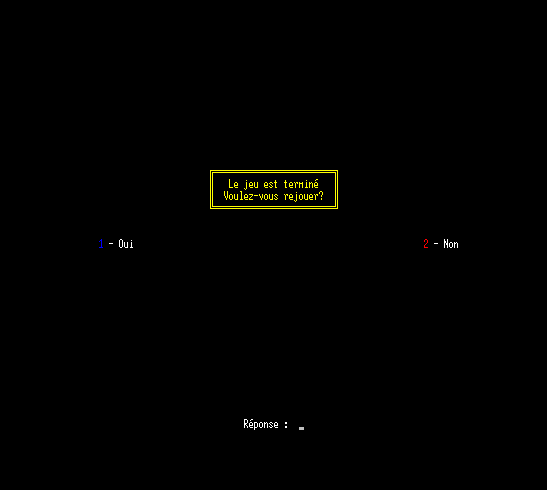 Le jeu est terminé
Voulez-vous rejouer?
1 - Oui
2 - Non
Réponse :